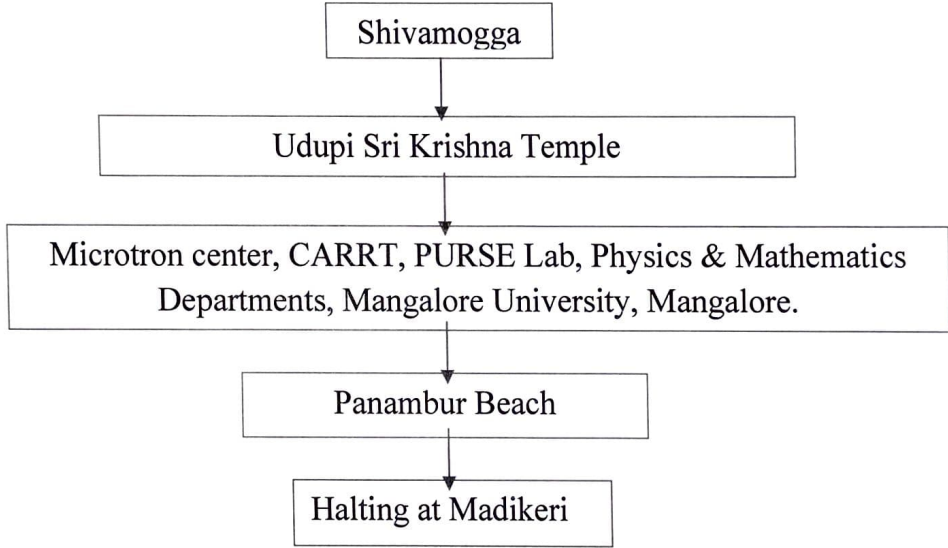 Shivamogga
Udupi Sri Krishna Temple
Microtron center, CARRT, PURSE Lab, Physics & Mathematics
Departments, Mangalore University, Mangalore.
Panambur Beach
Halting at Madikeri